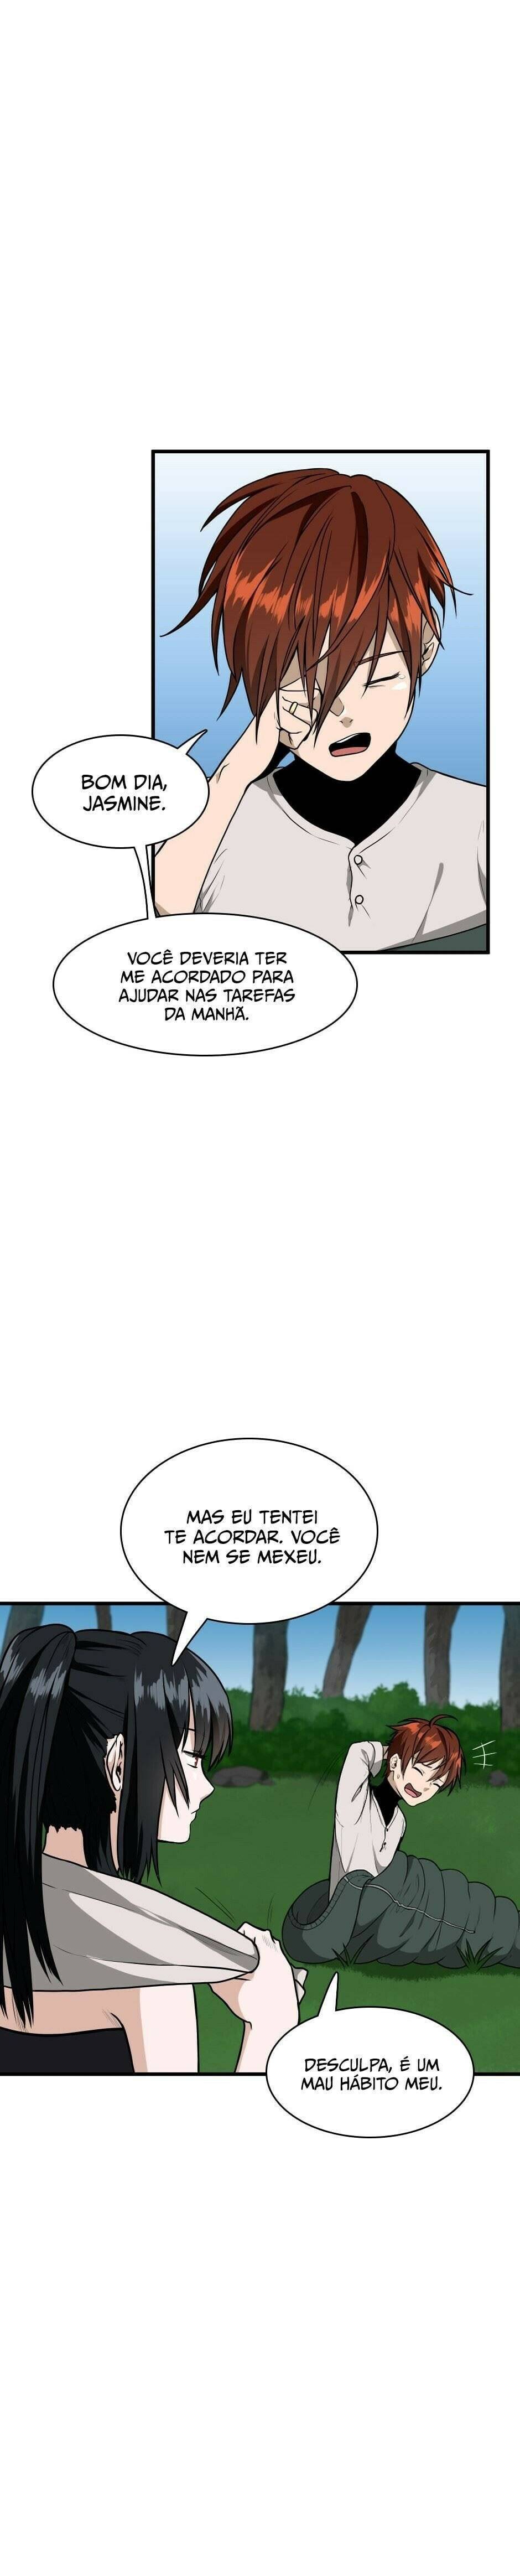 BOM DIA,
JASMINE.
VOCÊ DEVERIA TER
ME ACORDADO PARA
AJUDAR NAS TAREFAS
DA MANHÃ.
MAS EU TENTEI
TE ACORDAR. VOCÊ
NEM SE MEXEU.
DESCULPA, É UM
MAU HÁBITO MEU.